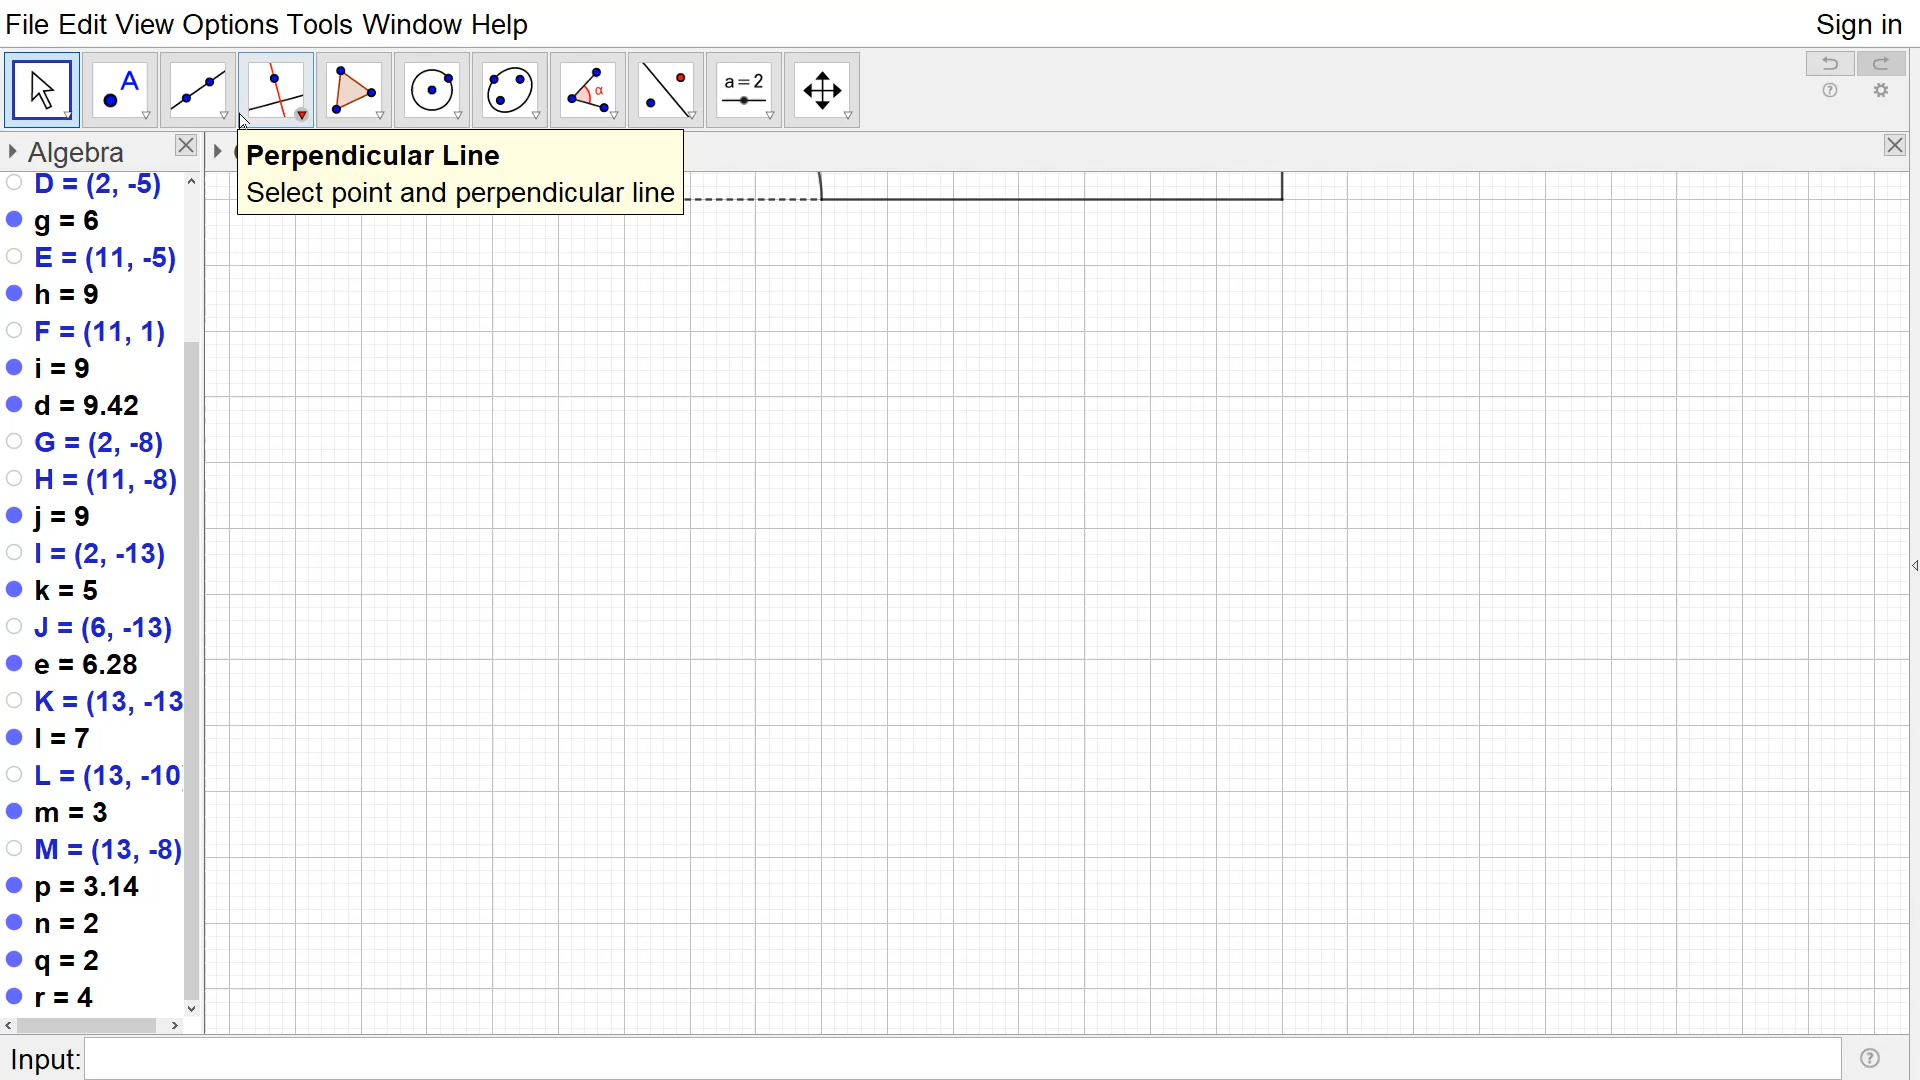 File Edit View Options Tools Window Help
Sign in
A
α
a=2
Algebra
Perpendicular Line
Select point and perpendicular line
D = (2, -5)
g = 6
E = (11, -5)
h = 9
F = (11, 1)
i = 9
d = 9.42
G = (2, -8)
H = (11, -8)
j = 9
I = (2, -13)
k = 5
J = (6, -13)
e = 6.28
K = (13, -13
l = 7
L = (13, -10
m = 3
M = (13, -8)
p = 3.14
n = 2
q = 2
r = 4
Input: